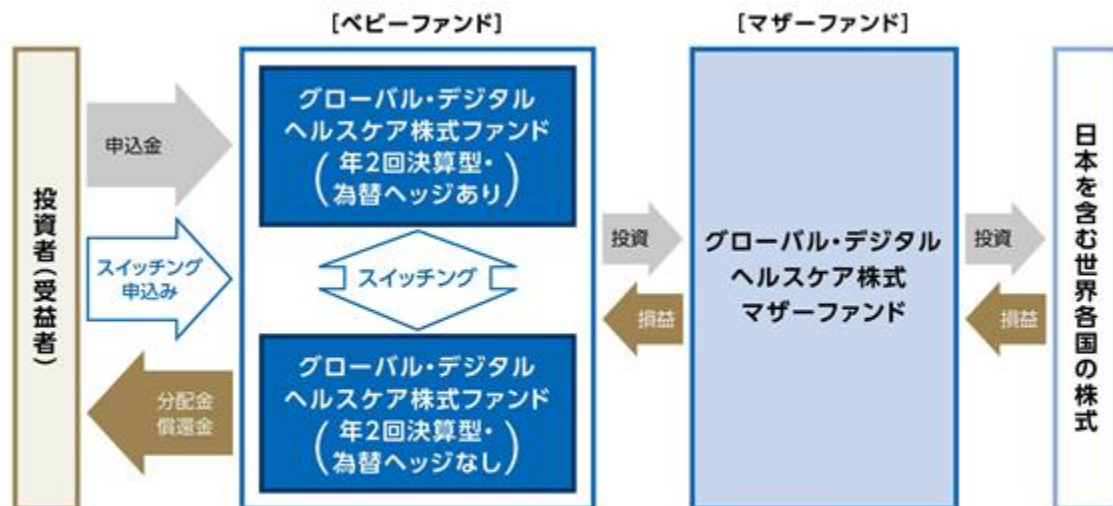 [ベビーファンド]
[マザーファンド]
投資者(受益者)
申込金
スイッチング
申込み
分配金
償還金
グローバル・デジタル
ヘルスケア株式ファンド
(年2回決算型・
為替ヘッジあり)
スイッチング
グローバル・デジタル
ヘルスケア株式ファンド
(年2回決算型・
為替ヘッジなし)
投資
損益
グローバル・デジタル
ヘルスケア株式
マザーファンド
投資
損益
日本を含む世界各国の株式